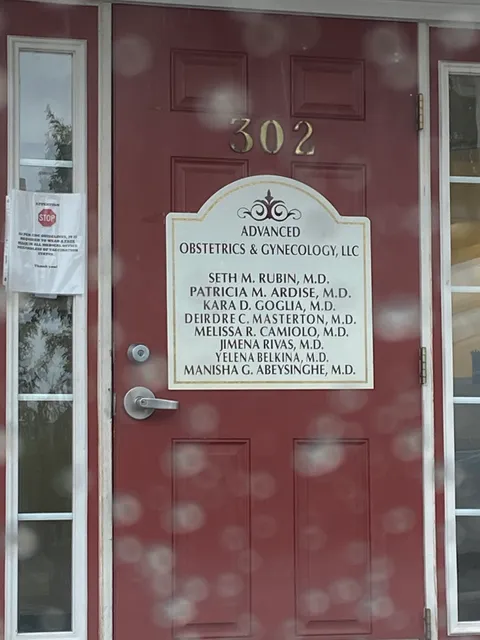 302
ADVANCED
OBSTETRICS & GYNECOLOGY, LLC
SETH M. RUBIN, M.D.
PATRICIA M. ARDISE, M.D.
KARA D. GOGLIA, M.D.
DEIRDRE C. MASTERTON, M.D.
MELISSA R. CAMIOLO, M.D.
JIMENA RIVAS, M.D.
YELENA BELKINA, M.D.
MANISHA G. ABEYSINGHE, M.D.
ATTENTION
STOP